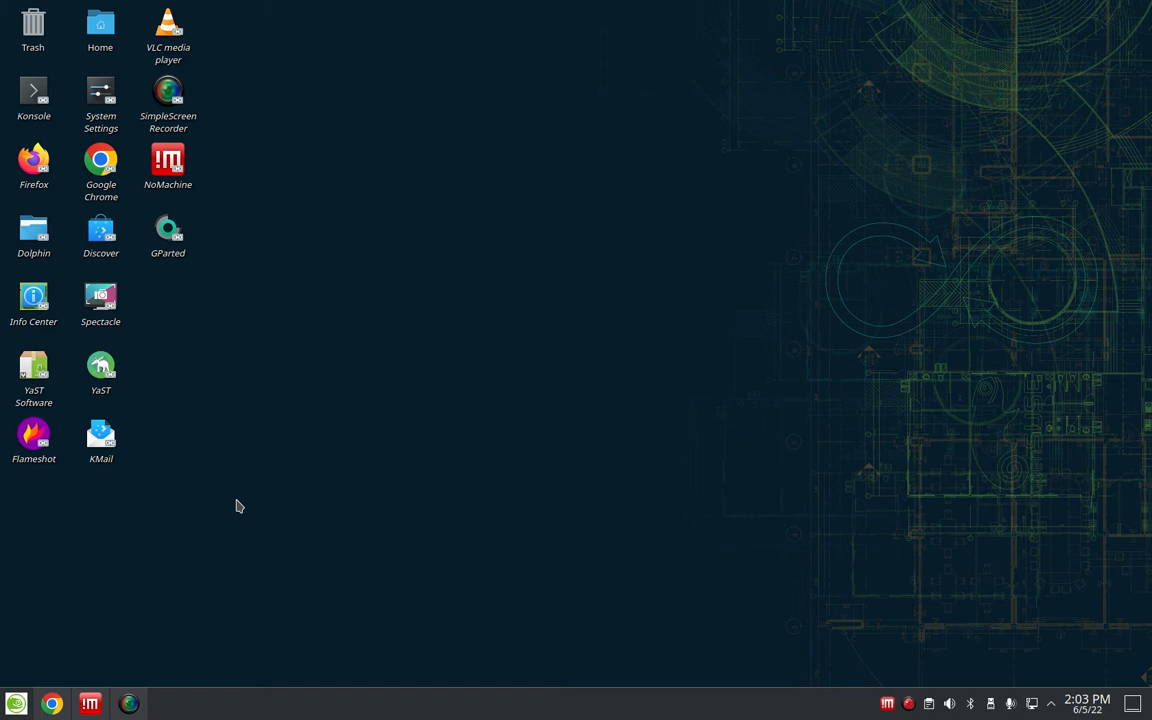 Trash
Home
VLC media
player
Konsole
System
Settings
SimpleScreen
Recorder
Firefox
Google
Chrome
NoMachine
Dolphin
Discover
GParted
Info Center
Spectacle
YaST
Software
YaST
Flameshot
KMail
2:03 PM
6/5/22